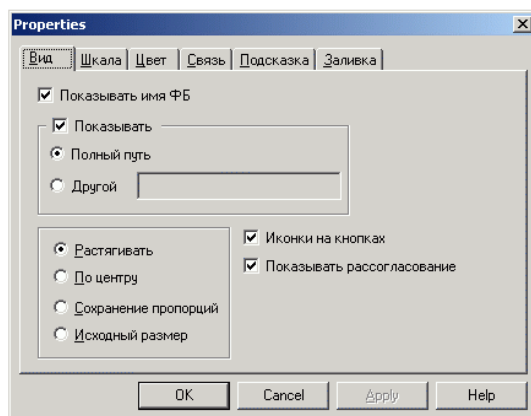 Properties
Вид Шкала Цвет Связь Подсказка Заливка
Показывать имя ФБ
Показывать
Полный путь
Другой
Растягивать
По центру
Сохранение пропорций
Исходный размер
Иконки на кнопках
Показывать рассогласование
OK Cancel Apply Help